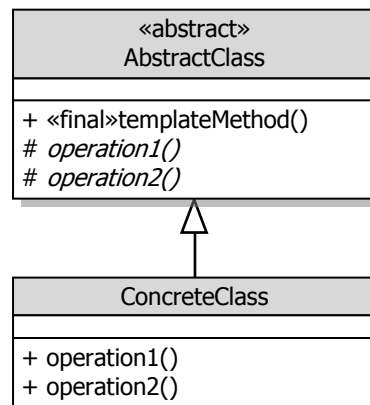 «abstract»
AbstractClass
+ «final»templateMethod()
# operation1()
# operation2()
ConcreteClass
+ operation1()
+ operation2()